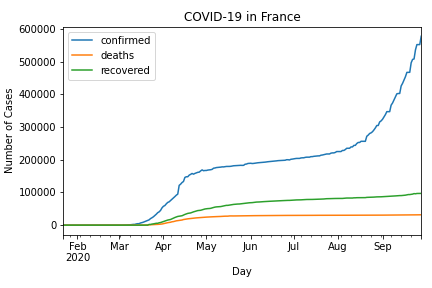 COVID-19 in France
600000
500000
400000
300000
200000
100000
0
Number of Cases
confirmed
deaths
recovered
Feb Mar Apr May Jun Jul Aug Sep
2020
Day